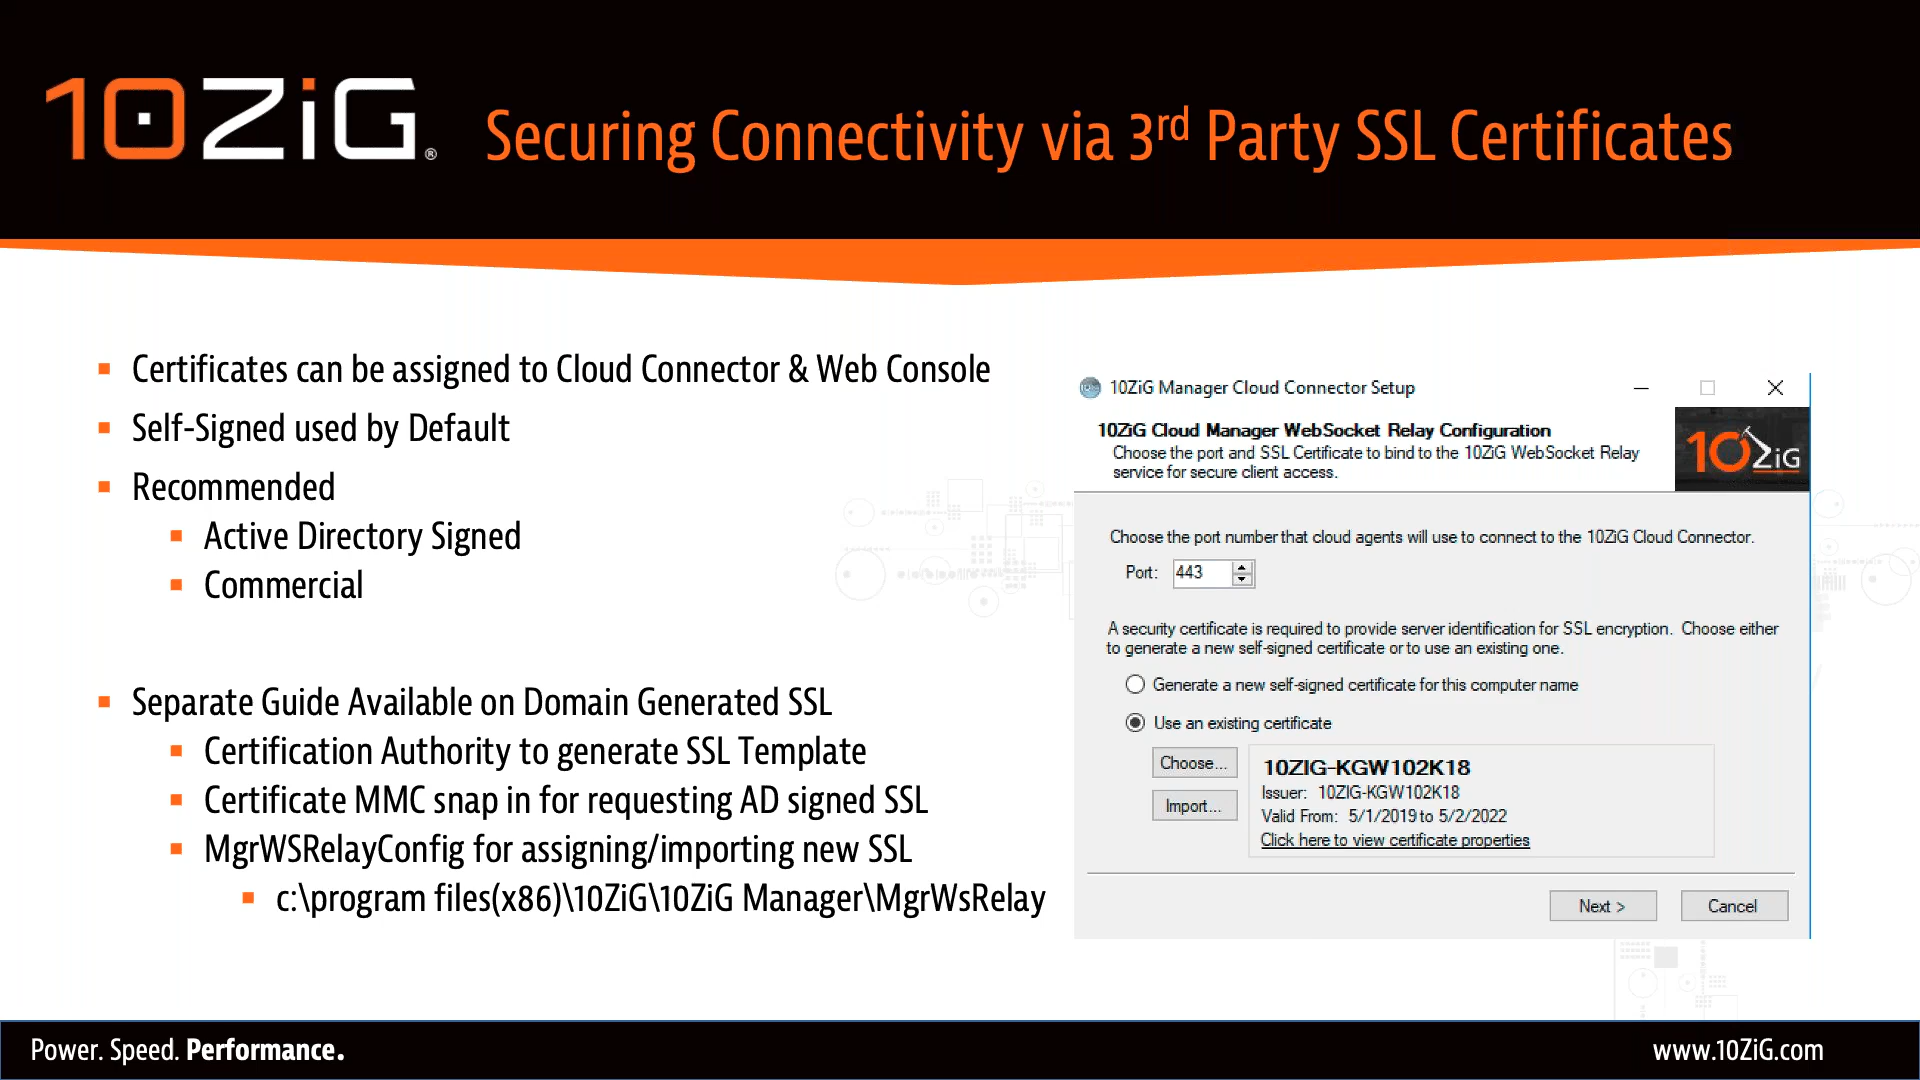 10ZiG® Securing Connectivity via 3rd Party SSL Certificates
Certificates can be assigned to Cloud Connector & Web Console
Self-Signed used by Default
Recommended
Active Directory Signed
Commercial
Separate Guide Available on Domain Generated SSL
Certification Authority to generate SSL Template
Certificate MMC snap in for requesting AD signed SSL
MgrWSRelayConfig for assigning/importing new SSL
c:\program files(x86)\10ZiG\10ZiG Manager\MgrWsRelay
10ZiG Manager Cloud Connector Setup
10ZiG Cloud Manager WebSocket Relay Configuration
Choose the port and SSL Certificate to bind to the 10ZiG WebSocket Relay
service for secure client access.
10ZiG
Choose the port number that cloud agents will use to connect to the 10ZiG Cloud Connector.
Port: 443
A security certificate is required to provide server identification for SSL encryption. Choose either
to generate a new self-signed certificate or to use an existing one.
Generate a new self-signed certificate for this computer name
Use an existing certificate
Choose...
Import...
10ZIG-KGW102K18
Issuer: 10ZIG-KGW102K18
Valid From: 5/1/2019 to 5/2/2022
Click here to view certificate properties
Next >
Cancel
Power. Speed. Performance.
www.10ZiG.com